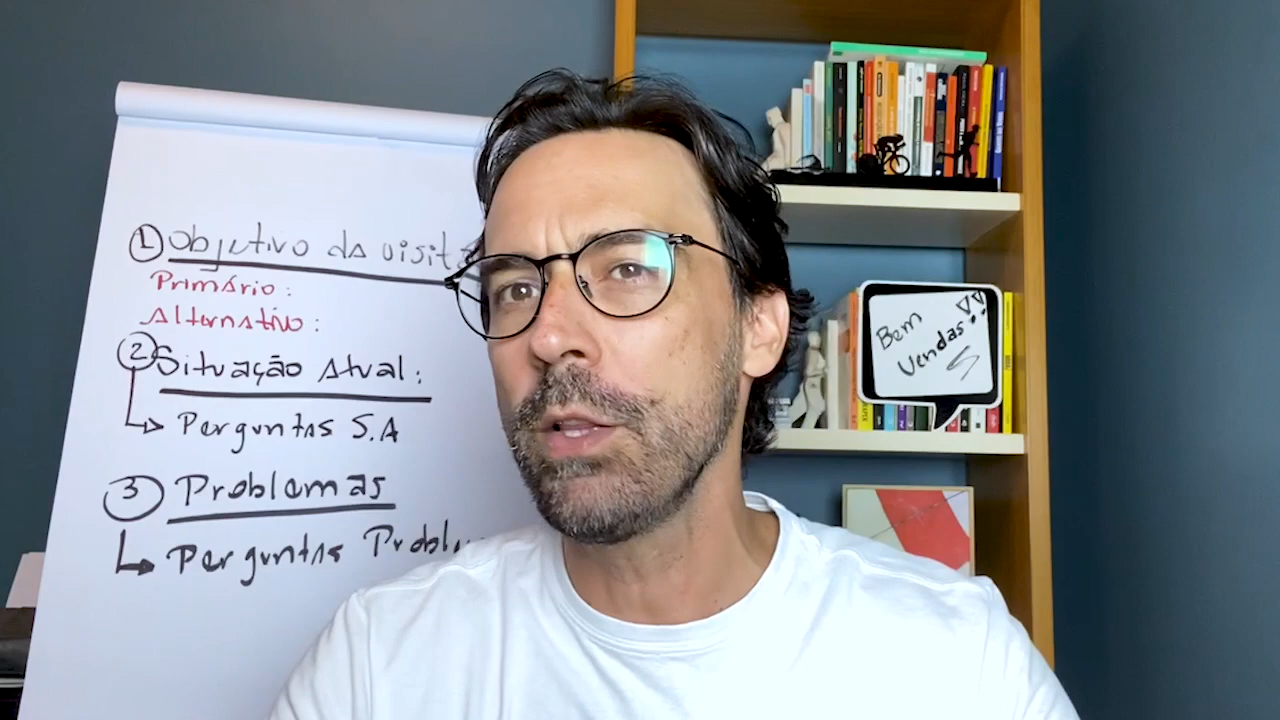 1 Objetivo da visita
Primário:
Alternativo:
2 Situação Atual:
Perguntas S.A
3 Problemas
Perguntas
Bem
Vendas!!